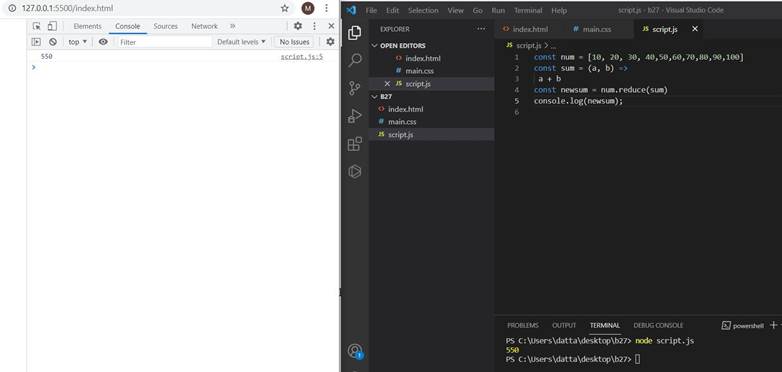 127.0.0.1:5500/index.html
M
Elements Console Sources Network »
top Filter Default levels No Issues
550 script.js:5
>
File Edit Selection View Go Run Terminal Help script.js - b27 - Visual Studio Code
EXPLORER ...
OPEN EDITORS
<> index.html
# main.css
× JS script.js
B27
<> index.html
# main.css
JS script.js
1
<> index.html # main.css JS script.js ×
JS script.js > ...
1 const num = [10, 20, 30, 40,50,60,70,80,90,100]
2 const sum = (a, b) =>
3 a + b
4 const newsum = num.reduce(sum)
5 console.log(newsum);
6
PROBLEMS OUTPUT TERMINAL DEBUG CONSOLE powershell +
PS C:\Users\datta\desktop\b27> node script.js
550
PS C:\Users\datta\desktop\b27>